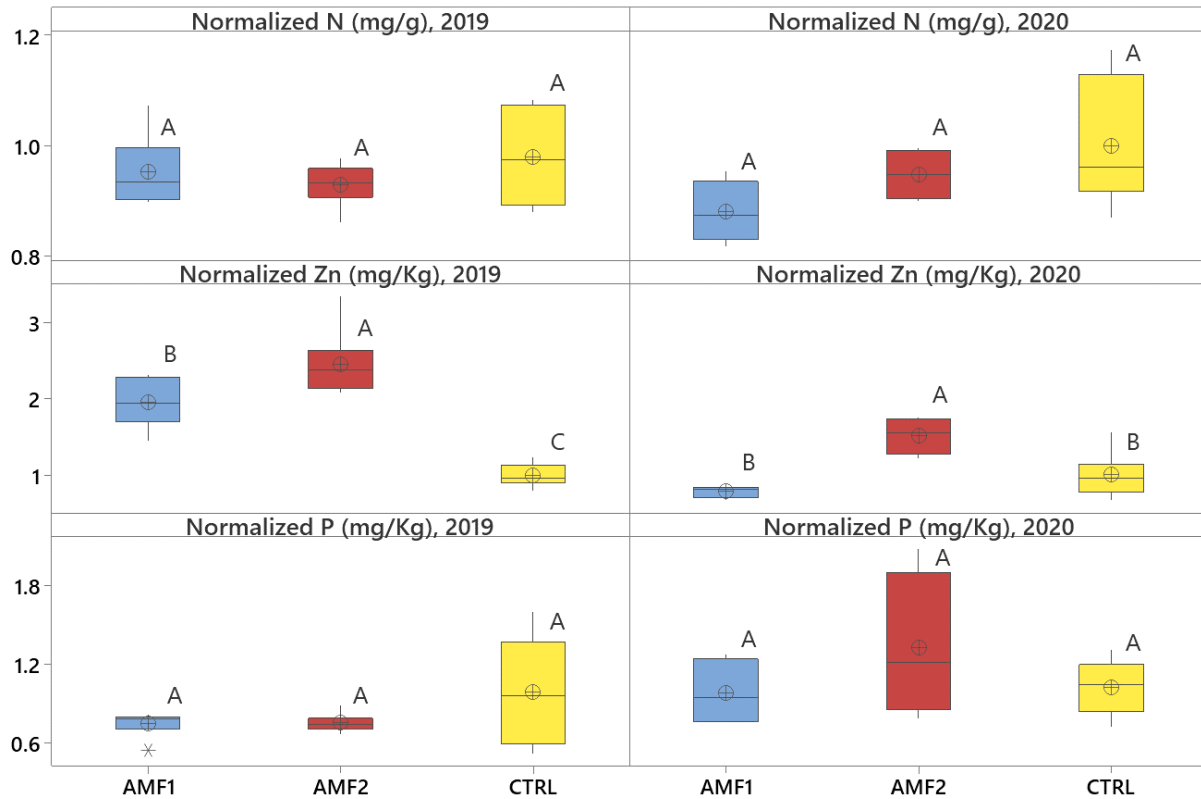 Normalized N (mg/g), 2019
Normalized N (mg/g), 2020
1.2
1.0
0.8
A
A
A
A
A
A
Normalized Zn (mg/Kg), 2019
Normalized Zn (mg/Kg), 2020
3
2
1
B
A
C
B
A
B
Normalized P (mg/Kg), 2019
Normalized P (mg/Kg), 2020
1.8
1.2
0.6
A
A
A
A
A
A
AMF1
AMF2
CTRL
AMF1
AMF2
CTRL